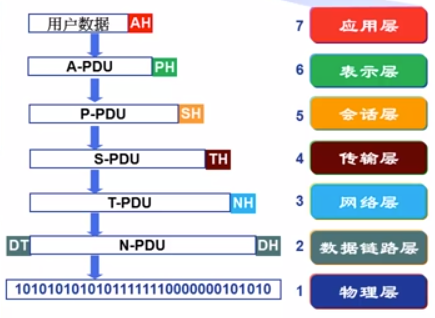 用户数据 AH 7 应用层
A-PDU PH 6 表示层
P-PDU SH 5 会话层
S-PDU TH 4 传输层
T-PDU NH 3 网络层
DT N-PDU DH 2 数据链路层
10101010101011111110000000101010 1 物理层